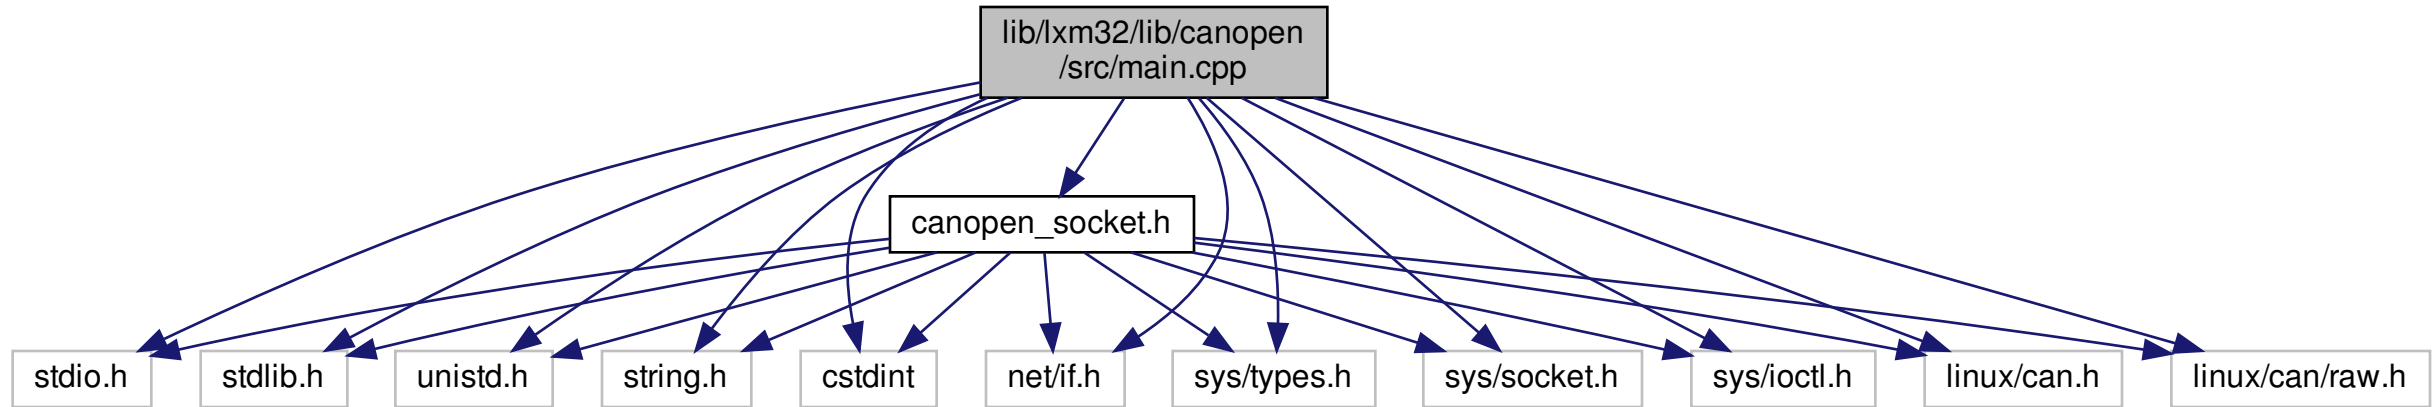 lib/lxm32/lib/canopen
/src/main.cpp
canopen_socket.h
stdio.h
stdlib.h
unistd.h
string.h
cstdint
net/if.h
sys/types.h
sys/socket.h
sys/ioctl.h
linux/can.h
linux/can/raw.h